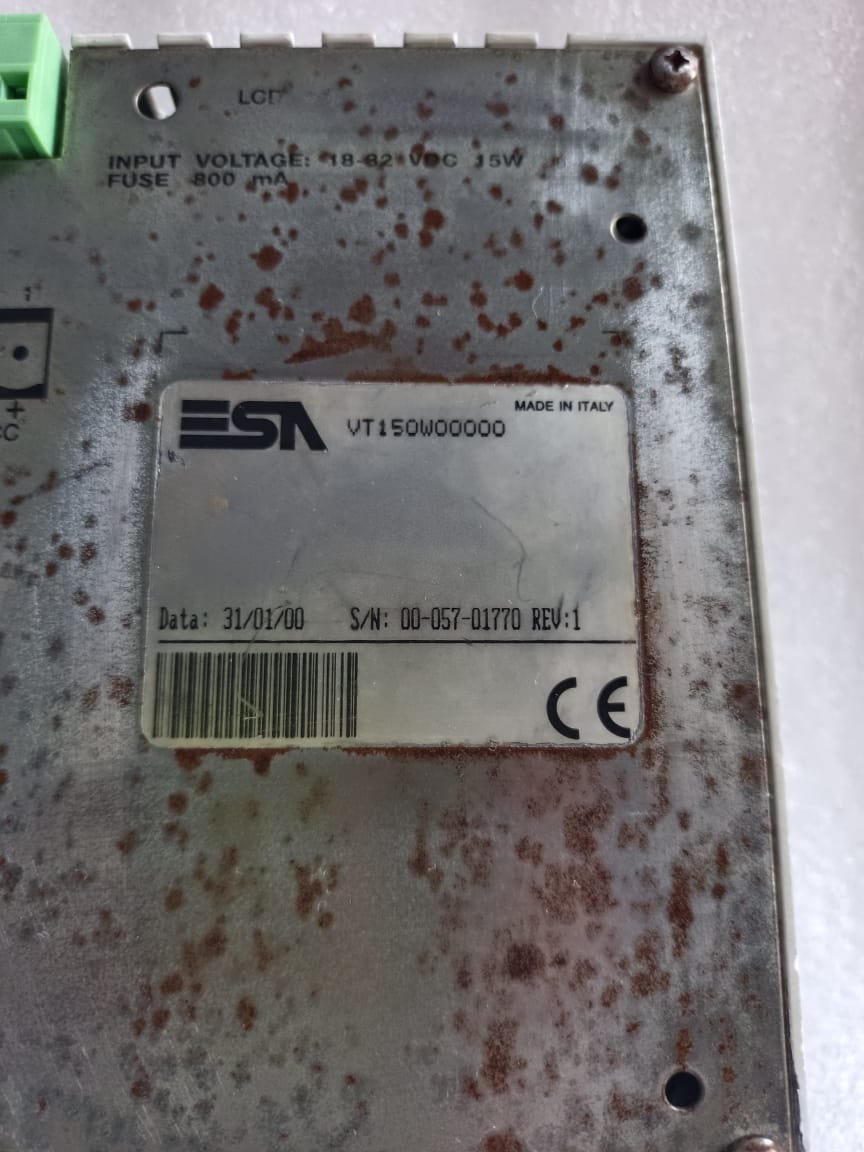 LCD
INPUT VOLTAGE: 18-32 VDC 15W
FUSE 800 mA
+
ESA VT150W00000 MADE IN ITALY
Data: 31/01/00 S/N: 00-057-01770 REV:1
CE